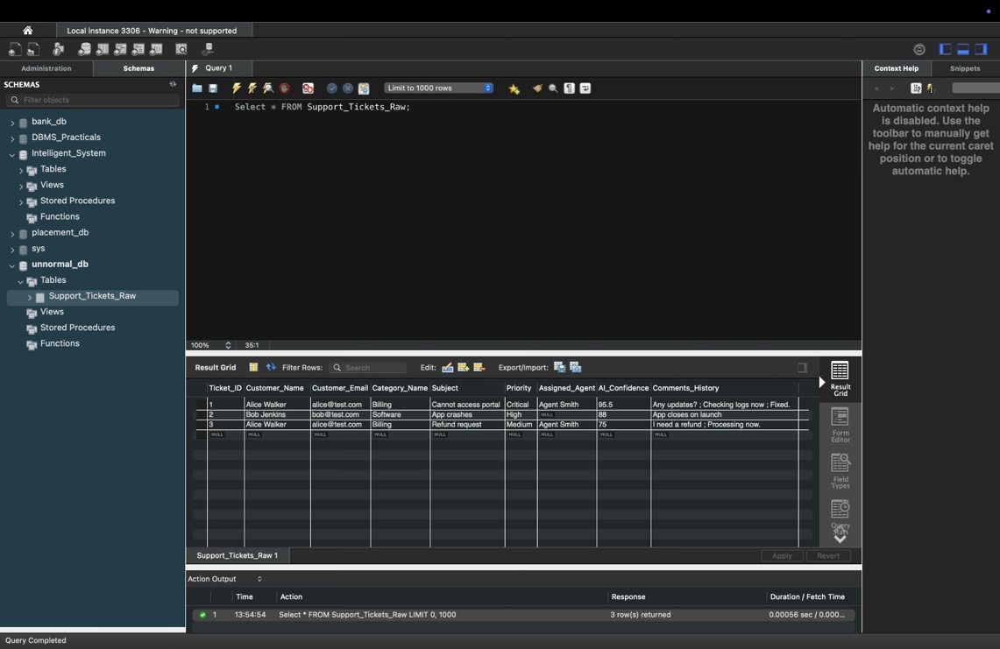 Local instance 3306 - Warning - not supported
Administration Schemas
Query 1
Context Help Snippets
SCHEMAS
Filter objects
bank_db
DBMS_Practicals
Intelligent_System
Tables
Views
Stored Procedures
Functions
placement_db
sys
unnormal_db
Tables
Support_Tickets_Raw
Views
Stored Procedures
Functions
Limit to 1000 rows
1 Select * FROM Support_Tickets_Raw;
Automatic context help
is disabled. Use the
toolbar to manually get
help for the current caret
position or to toggle
automatic help.
100% 35:1
Result Grid Filter Rows: Search Edit: Export/Import:
Ticket_ID Customer_Name Customer_Email Category_Name Subject Priority Assigned_Agent AI_Confidence Comments_History
1 Alice Walker alice@test.com Billing Cannot access portal Critical Agent Smith 95.5 Any updates? ; Checking logs now ; Fixed.
2 Bob Jenkins bob@test.com Software App crashes High NULL 88 App closes on launch
3 Alice Walker alice@test.com Billing Refund request Medium Agent Smith 75 I need a refund ; Processing now.
NULL NULL NULL NULL NULL NULL NULL NULL NULL
Result
Grid
Form
Editor
Field
Types
Query
Stats
Support_Tickets_Raw 1 Apply Revert
Action Output
Time Action Response Duration / Fetch Time
1 13:54:54 Select * FROM Support_Tickets_Raw LIMIT 0, 1000 3 row(s) returned 0.00056 sec / 0.000...
Query Completed